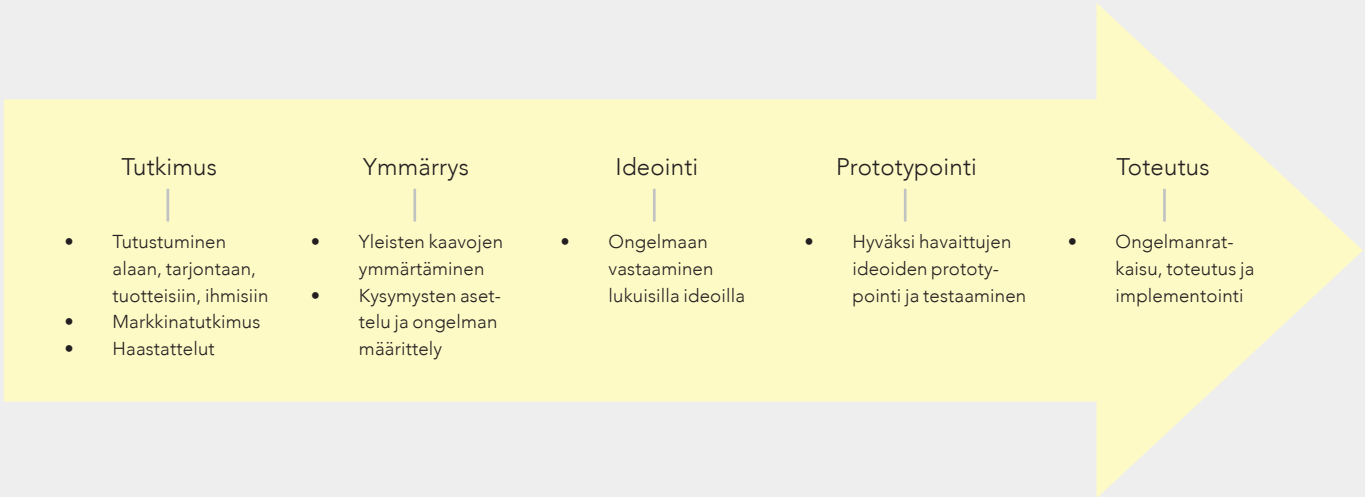 Tutkimus
• Tutustuminen
alaan, tarjontaan,
tuotteisiin, ihmisiin
• Markkinatutkimus
• Haastattelut
Ymmärrys
• Yleisten kaavojen
ymmärtäminen
• Kysymysten aset-
telu ja ongelman
määrittely
Ideointi
• Ongelmaan
vastaaminen
lukuisilla ideoilla
Prototypointi
• Hyväksi havaittujen
ideoiden prototy-
pointi ja testaaminen
Toteutus
• Ongelmanrat-
kaisu, toteutus ja
implementointi